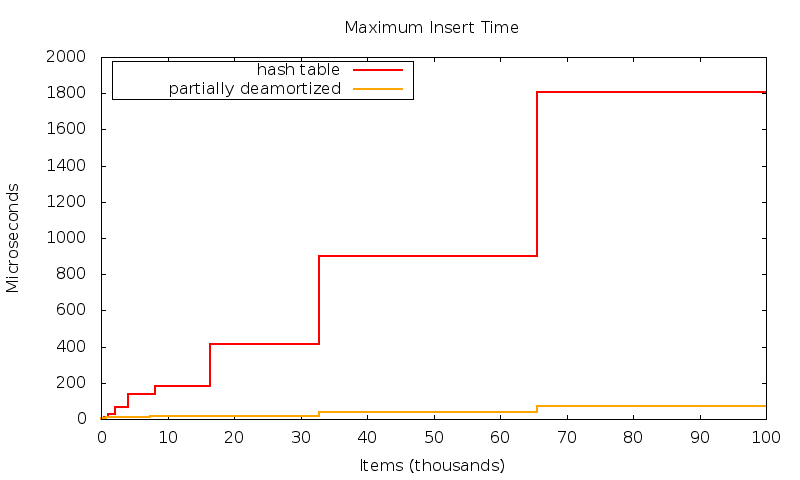 Maximum Insert Time
2000
1800
1600
1400
1200
1000
800
600
400
200
0
Microseconds
hash table
partially deamortized
0 10 20 30 40 50 60 70 80 90 100
Items (thousands)